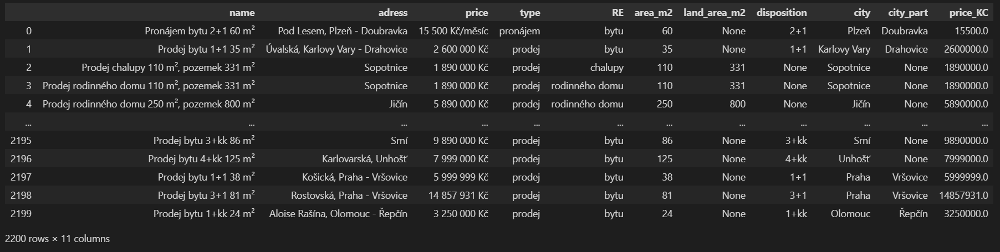 name adress price type RE area_m2 land_area_m2 disposition city city_part price_KC
0 Pronájem bytu 2+1 60 m² Pod Lesem, Plzeň - Doubravka 15 500 Kč/měsíc pronájem bytu 60 None 2+1 Plzeň Doubravka 15500.0
1 Prodej bytu 1+1 35 m² Úvalská, Karlovy Vary - Drahovice 2 600 000 Kč prodej bytu 35 None 1+1 Karlovy Vary Drahovice 2600000.0
2 Prodej chalupy 110 m², pozemek 331 m² Sopotnice 1 890 000 Kč prodej chalupy 110 331 None Sopotnice None 1890000.0
3 Prodej rodinného domu 110 m², pozemek 331 m² Sopotnice 1 890 000 Kč prodej rodinného domu 110 331 None Sopotnice None 1890000.0
4 Prodej rodinného domu 250 m², pozemek 800 m² Jičín 5 890 000 Kč prodej rodinného domu 250 800 None Jičín None 5890000.0
... ... ... ... ... ... ... ... ... ... ... ...
2195 Prodej bytu 3+kk 86 m² Srní 9 890 000 Kč prodej bytu 86 None 3+kk Srní None 9890000.0
2196 Prodej bytu 4+kk 125 m² Karlovarská, Unhošť 7 999 000 Kč prodej bytu 125 None 4+kk Unhošť None 7999000.0
2197 Prodej bytu 1+1 38 m² Košická, Praha - Vršovice 5 999 999 Kč prodej bytu 38 None 1+1 Praha Vršovice 5999999.0
2198 Prodej bytu 3+1 81 m² Rostovská, Praha - Vršovice 14 857 931 Kč prodej bytu 81 None 3+1 Praha Vršovice 14857931.0
2199 Prodej bytu 1+kk 24 m² Aloise Rašína, Olomouc - Řepčín 3 250 000 Kč prodej bytu 24 None 1+kk Olomouc Řepčín 3250000.0
2200 rows × 11 columns